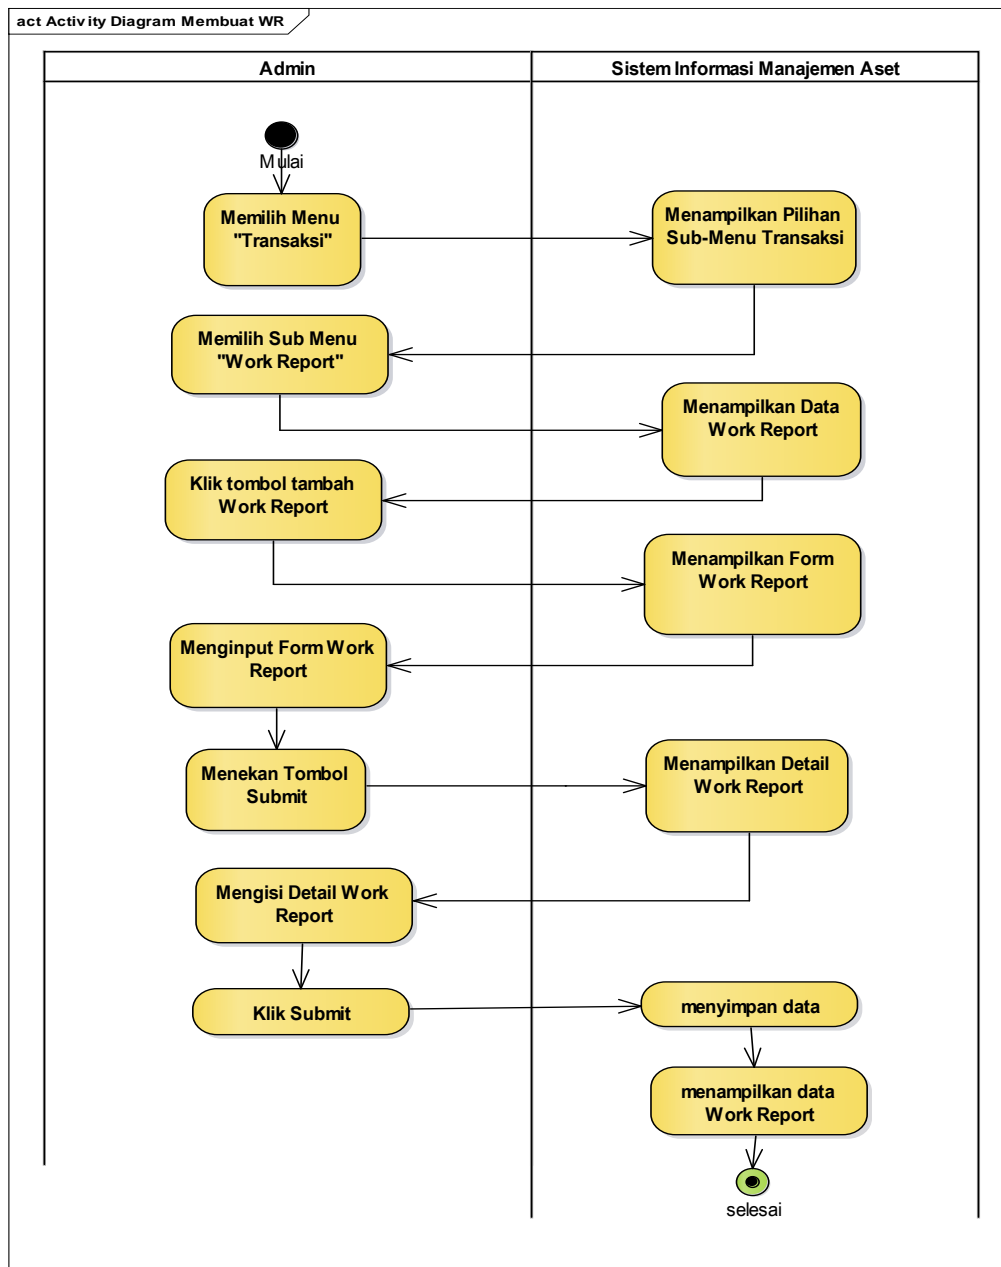 act Activity Diagram Membuat WR
Admin
Sistem Informasi Manajemen Aset
Mulai
Memilih Menu
"Transaksi"
Menampilkan Pilihan
Sub-Menu Transaksi
Memilih Sub Menu
"Work Report"
Menampilkan Data
Work Report
Klik tombol tambah
Work Report
Menampilkan Form
Work Report
Menginput Form Work
Report
Menekan Tombol
Submit
Menampilkan Detail
Work Report
Mengisi Detail Work
Report
Klik Submit
menyimpan data
menampilkan data
Work Report
selesai